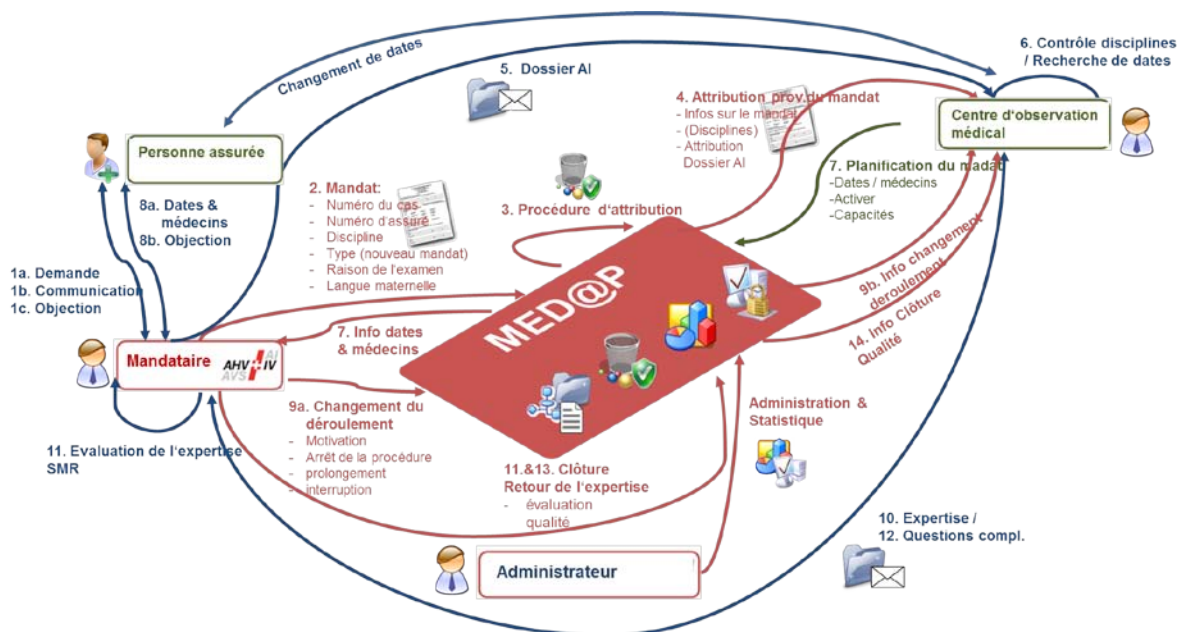 Changement de dates
5. Dossier AI
6. Contrôle disciplines
/ Recherche de dates
4. Attribution prov.du mandat
- Infos sur le mandat
- (Disciplines)
- Attribution
Dossier AI
Centre d'observation
médical
Personne assurée
7. Planification du madat
-Dates / médecins
-Activer
-Capacités
2. Mandat:
- Numéro du cas
- Numéro d'assuré
- Discipline
- Type (nouveau mandat)
- Raison de l'examen
- Langue maternelle
3. Procédure d'attribution
8a. Dates &
médecins
8b. Objection
1a. Demande
1b. Communication
1c. Objection
MED@P
9b. Info changement
deroulement
14. Info Clôture
Qualité
7. Info dates
& médecins
Mandataire
AHV IV
AVS AI
9a. Changement du
déroulement
- Motivation
- Arrêt de la procédure
- prolongement
- interruption
Administration &
Statistique
11. Evaluation de l'expertise
SMR
11.&13. Clôture
Retour de l'expertise
- évaluation
qualité
10. Expertise /
12. Questions compl.
Administrateur